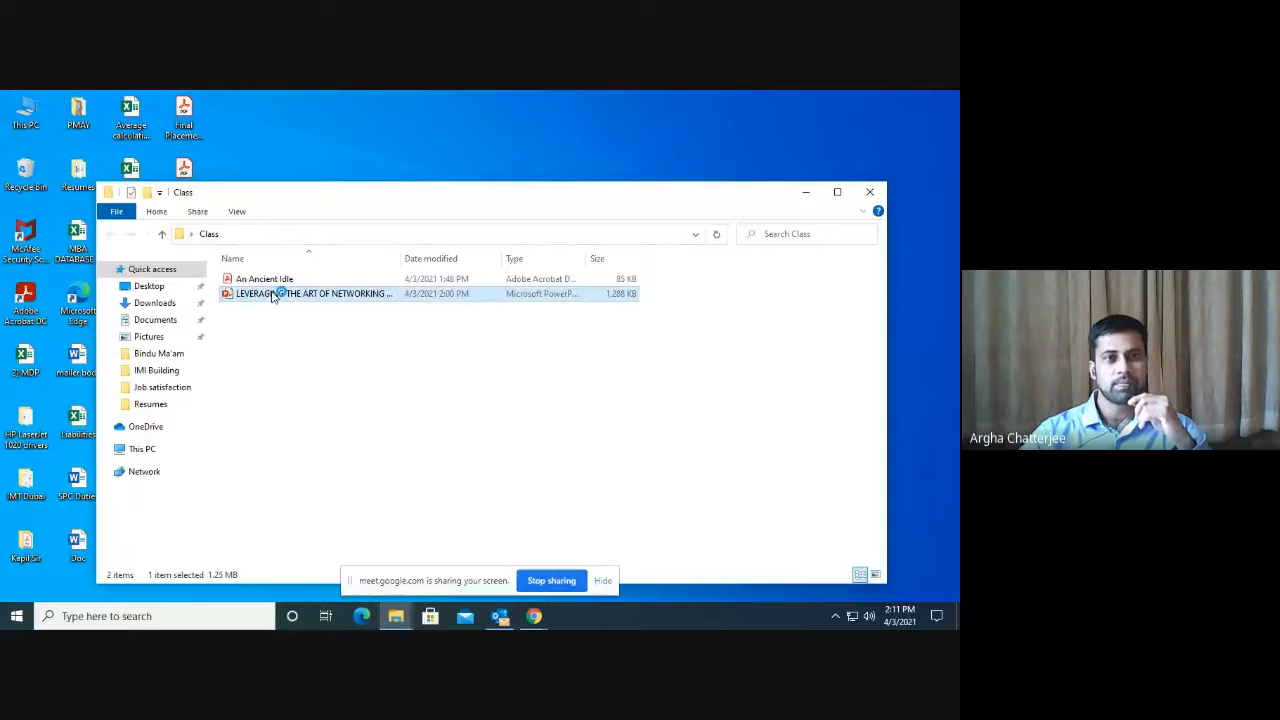 This PC
PMAY
Average
calculati...
Final
Placeme...
Recycle Bin
Resumes
Class
File
Home
Share
View
Class
Search Class
Name
Date modified
Type
Size
McAfee
Security Sc...
MBA
DATABASE
Quick access
An Ancient Idle
4/3/2021 1:48 PM
Adobe Acrobat D...
85 KB
LEVERAG THE ART OF NETWORKING ...
4/3/2021 2:00 PM
Microsoft PowerP...
1,288 KB
Desktop
Downloads
Documents
Pictures
Bindu Ma'am
IMI Building
Job satisfaction
Resumes
OneDrive
This PC
Network
Adobe
Acrobat DC
Microsoft
Edge
MDP
mailer bod
HP LaserJet
1020 drivers
Liabilities
IMT Dubai
SPC Duties
Kapil Sir
Doc
2 items
1 item selected 1.25 MB
meet.google.com is sharing your screen.
Stop sharing
Hide
Type here to search
2:11 PM
4/3/2021
Argha Chatterjee